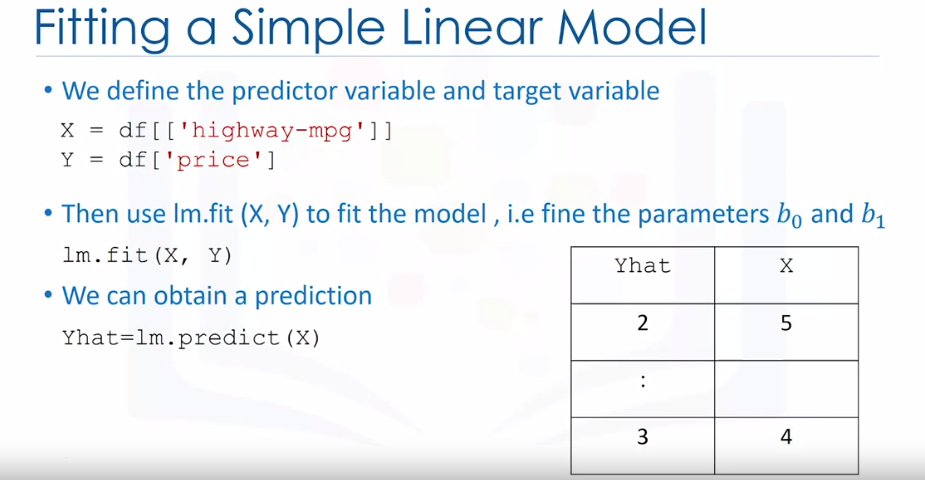 Fitting a Simple Linear Model
• We define the predictor variable and target variable
X = df[['highway-mpg']]
Y = df['price']
• Then use lm.fit (X, Y) to fit the model , i.e fine the parameters b₀ and b₁
lm.fit(X, Y)
• We can obtain a prediction
Yhat=lm.predict(X)
Yhat X
2 5
:
3 4